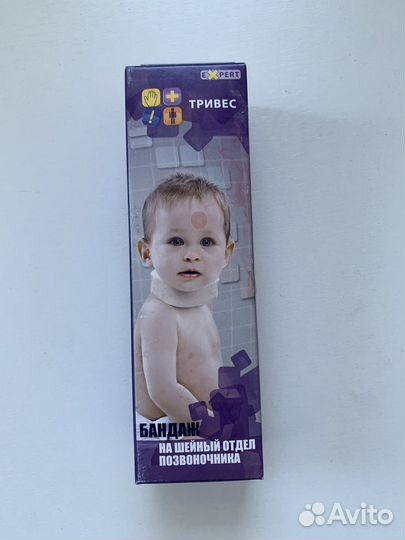 EXPERT
ТРИВЕС
БАНДАЖ
НА ШЕЙНЫЙ ОТДЕЛ
ПОЗВОНОЧНИКА
Avito